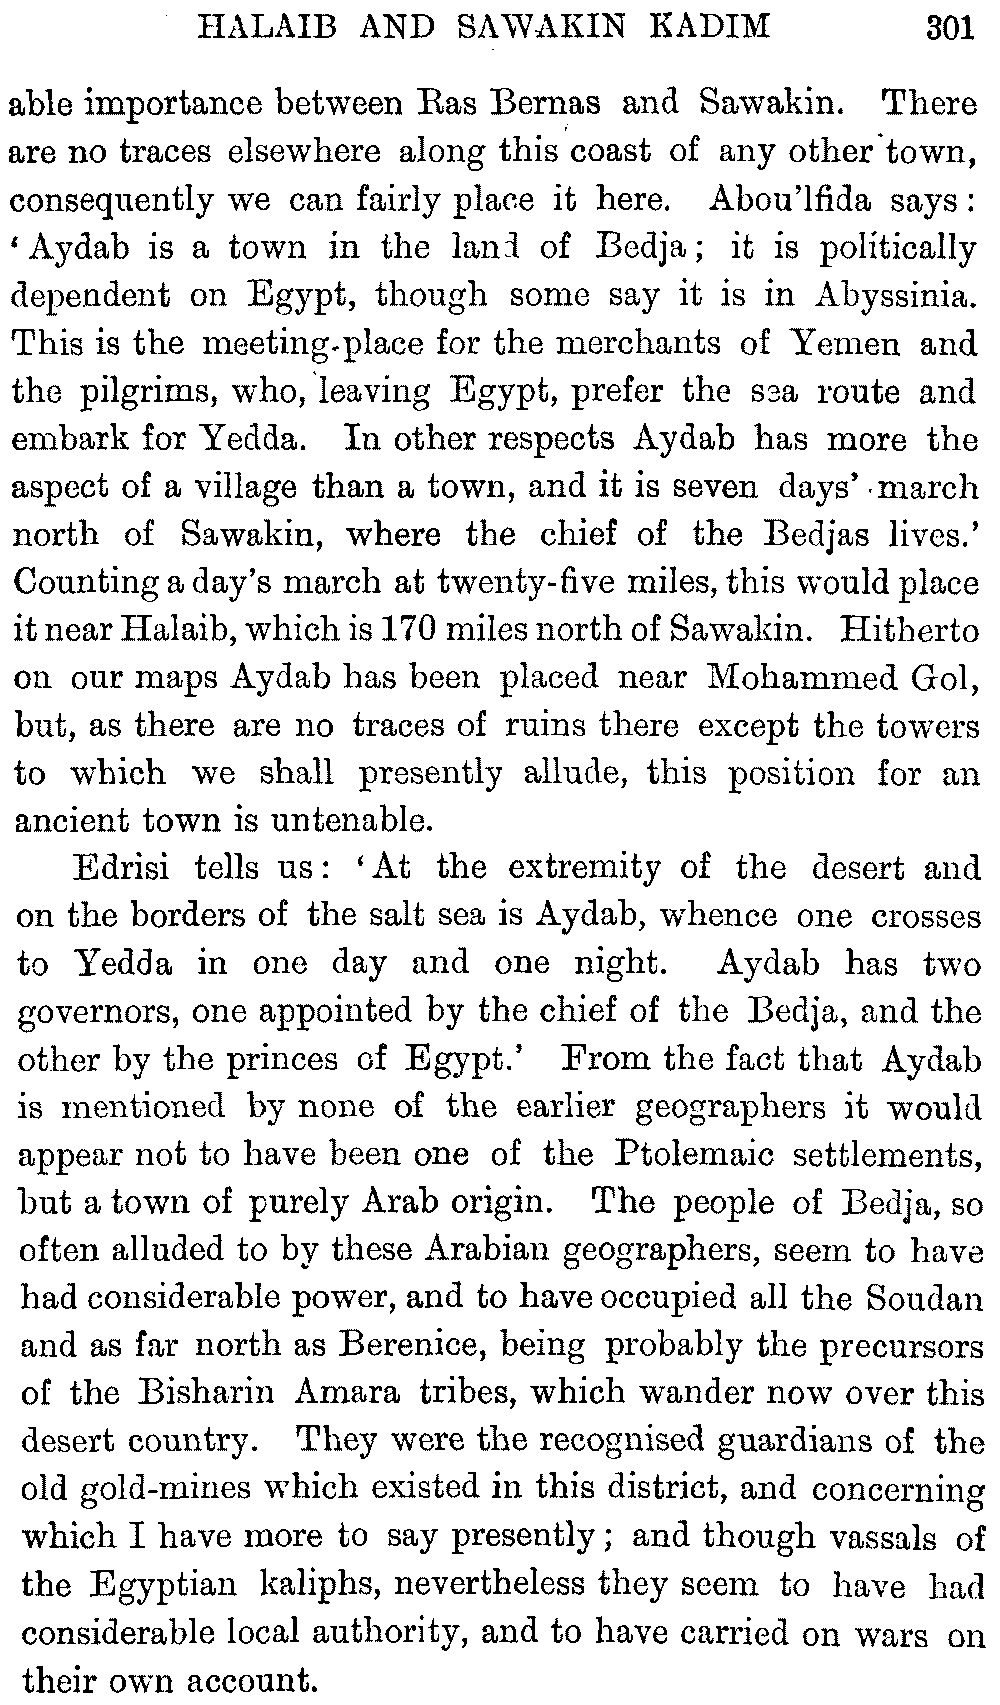 HALAIB AND SAWAKIN KADIM 301
able importance between Ras Bernas and Sawakin. There
are no traces elsewhere along this coast of any other town,
consequently we can fairly place it here. Abou'lfida says:
‘Aydab is a town in the land of Bedja; it is politically
dependent on Egypt, though some say it is in Abyssinia.
This is the meeting-place for the merchants of Yemen and
the pilgrims, who, leaving Egypt, prefer the sea route and
embark for Yedda. In other respects Aydab has more the
aspect of a village than a town, and it is seven days’ march
north of Sawakin, where the chief of the Bedjas lives.’
Counting a day's march at twenty-five miles, this would place
it near Halaib, which is 170 miles north of Sawakin. Hitherto
on our maps Aydab has been placed near Mohammed Gol,
but, as there are no traces of ruins there except the towers
to which we shall presently allude, this position for an
ancient town is untenable.
Edrisi tells us: ‘At the extremity of the desert and
on the borders of the salt sea is Aydab, whence one crosses
to Yedda in one day and one night. Aydab has two
governors, one appointed by the chief of the Bedja, and the
other by the princes of Egypt.’ From the fact that Aydab
is mentioned by none of the earlier geographers it would
appear not to have been one of the Ptolemaic settlements,
but a town of purely Arab origin. The people of Bedja, so
often alluded to by these Arabian geographers, seem to have
had considerable power, and to have occupied all the Soudan
and as far north as Berenice, being probably the precursors
of the Bisharin Amara tribes, which wander now over this
desert country. They were the recognised guardians of the
old gold-mines which existed in this district, and concerning
which I have more to say presently; and though vassals of
the Egyptian kaliphs, nevertheless they seem to have had
considerable local authority, and to have carried on wars on
their own account.